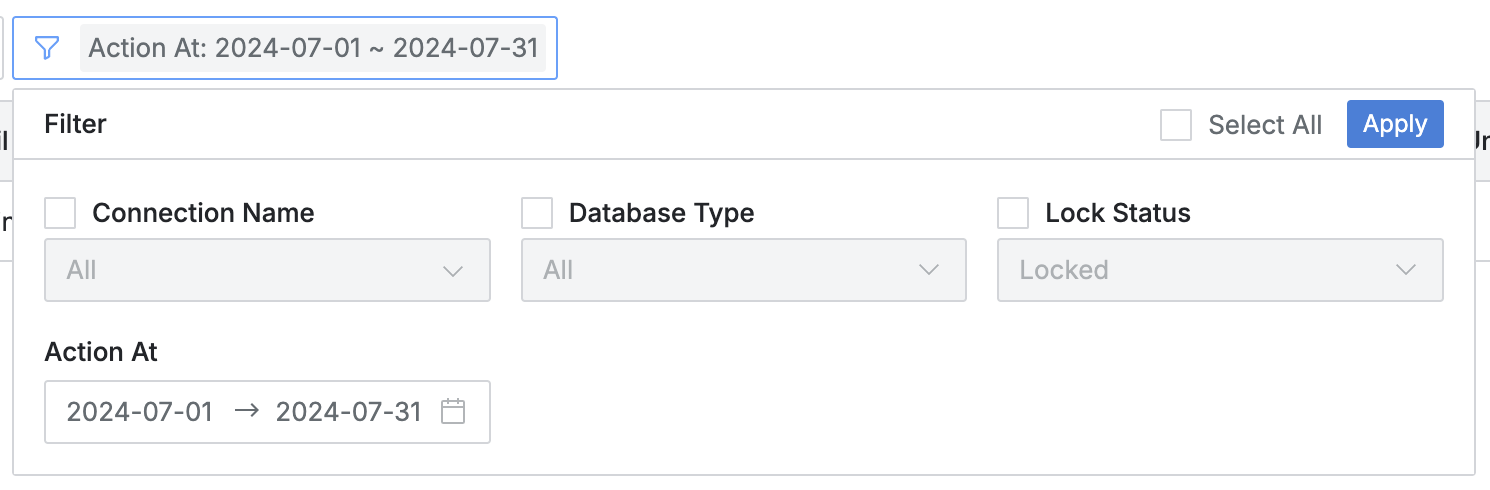 Action At: 2024-07-01 ~ 2024-07-31
Filter
Select All
Apply
Connection Name
Database Type
Lock Status
All
All
Locked
Action At
2024-07-01 → 2024-07-31